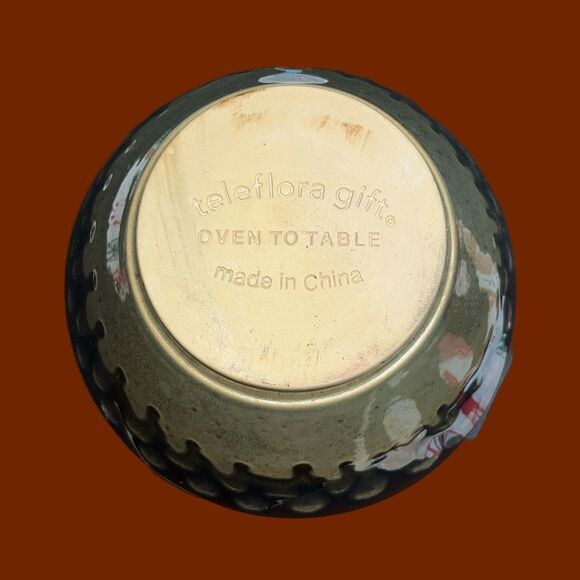 teleflora gift©
OVEN TO TABLE
made in China